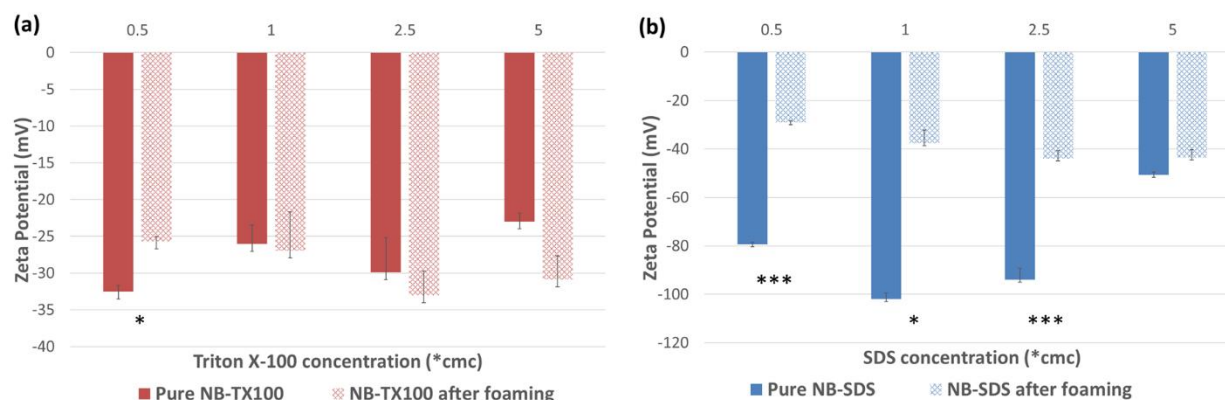 (a)
0.5 1 2.5 5
0
-5
-10
-15
-20
-25
-30
-35
-40
Zeta Potential (mV)
*
Triton X-100 concentration (*cmc)
Pure NB-TX100 NB-TX100 after foaming
(b)
0.5 1 2.5 5
0
-20
-40
-60
-80
-100
-120
Zeta Potential (mV)
***
* ***
SDS concentration (*cmc)
Pure NB-SDS NB-SDS after foaming